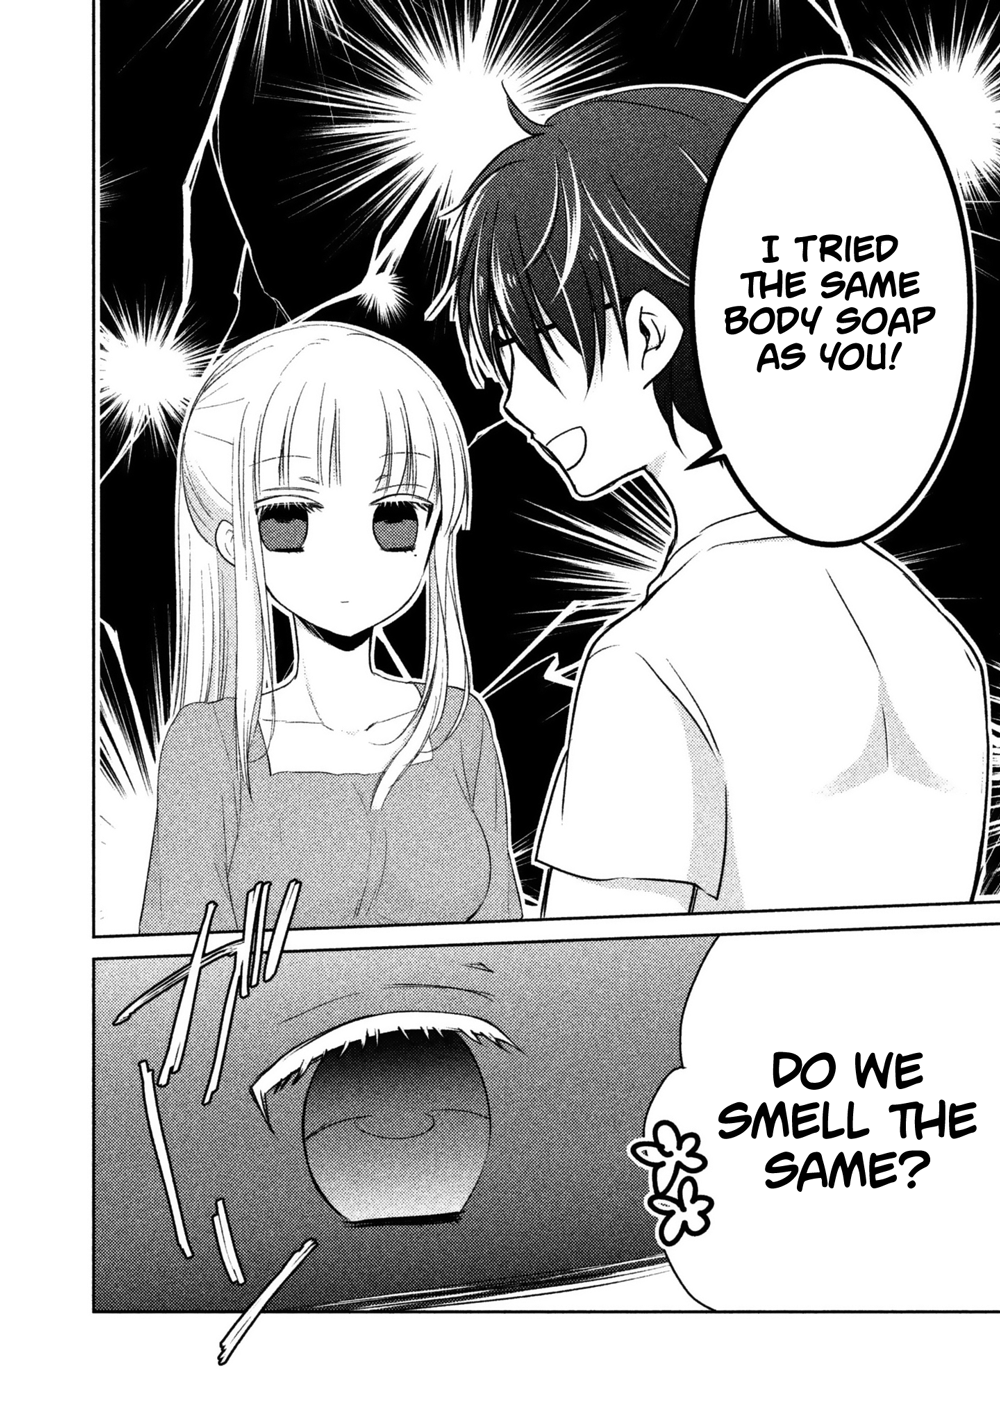 I TRIED
THE SAME
BODY SOAP
AS YOU!
DO WE
SMELL THE
SAME?